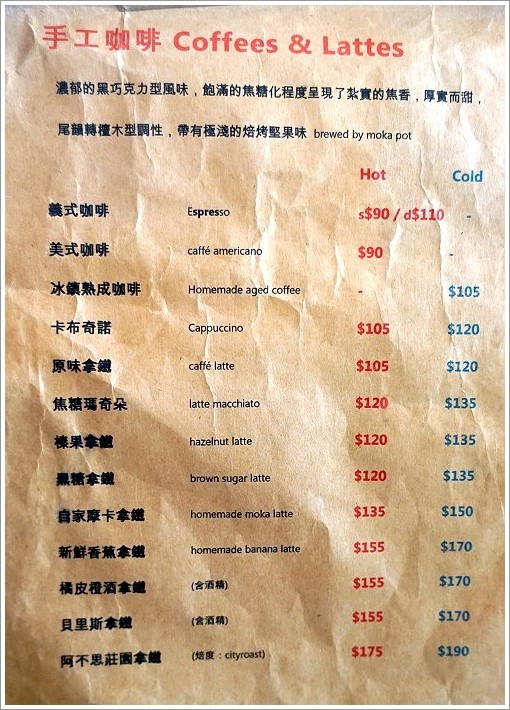 手工咖啡 Coffees & Lattes
濃郁的黑巧克力型風味，飽滿的焦糖化程度呈現了紮實的焦香，厚實而甜，
尾韻轉檀木型調性，帶有極淺的焙烤堅果味 brewed by moka pot
Hot Cold
義式咖啡 Espresso s$90 / d$110 -
美式咖啡 caffé americano $90 -
冰鎮熟成咖啡 Homemade aged coffee - $105
卡布奇諾 Cappuccino $105 $120
原味拿鐵 caffé latte $105 $120
焦糖瑪奇朵 latte macchiato $120 $135
榛果拿鐵 hazelnut latte $120 $135
黑糖拿鐵 brown sugar latte $120 $135
自家摩卡拿鐵 homemade moka latte $135 $150
新鮮香蕉拿鐵 homemade banana latte $155 $170
橘皮橙酒拿鐵 (含酒精) $155 $170
貝里斯拿鐵 (含酒精) $155 $170
阿不思莊園拿鐵 (焙度：cityroast) $175 $190